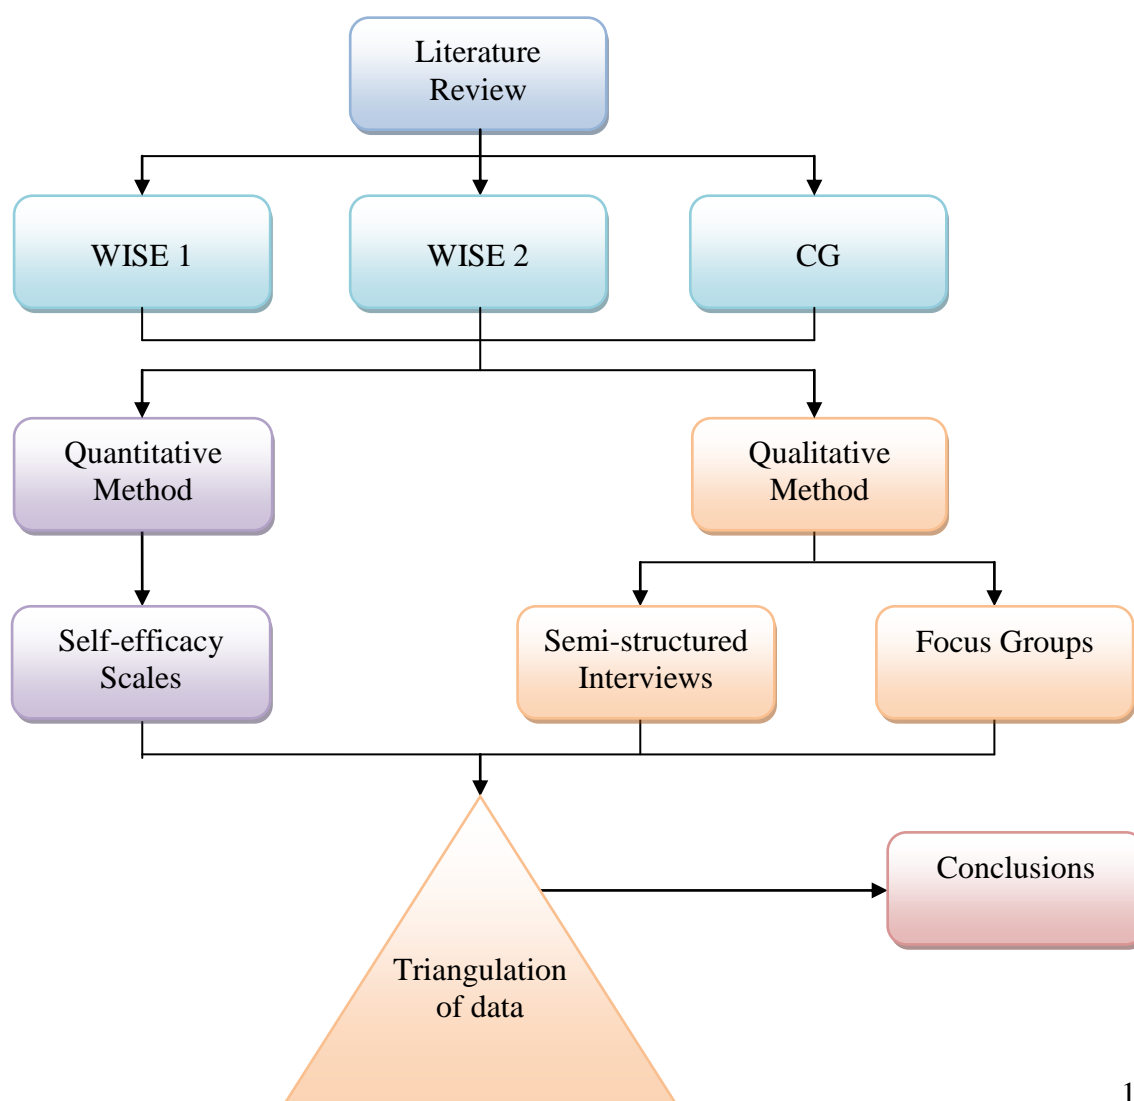 Literature
Review
WISE 1
WISE 2
CG
Quantitative
Method
Qualitative
Method
Self-efficacy
Scales
Semi-structured
Interviews
Focus Groups
Conclusions
Triangulation
of data
1